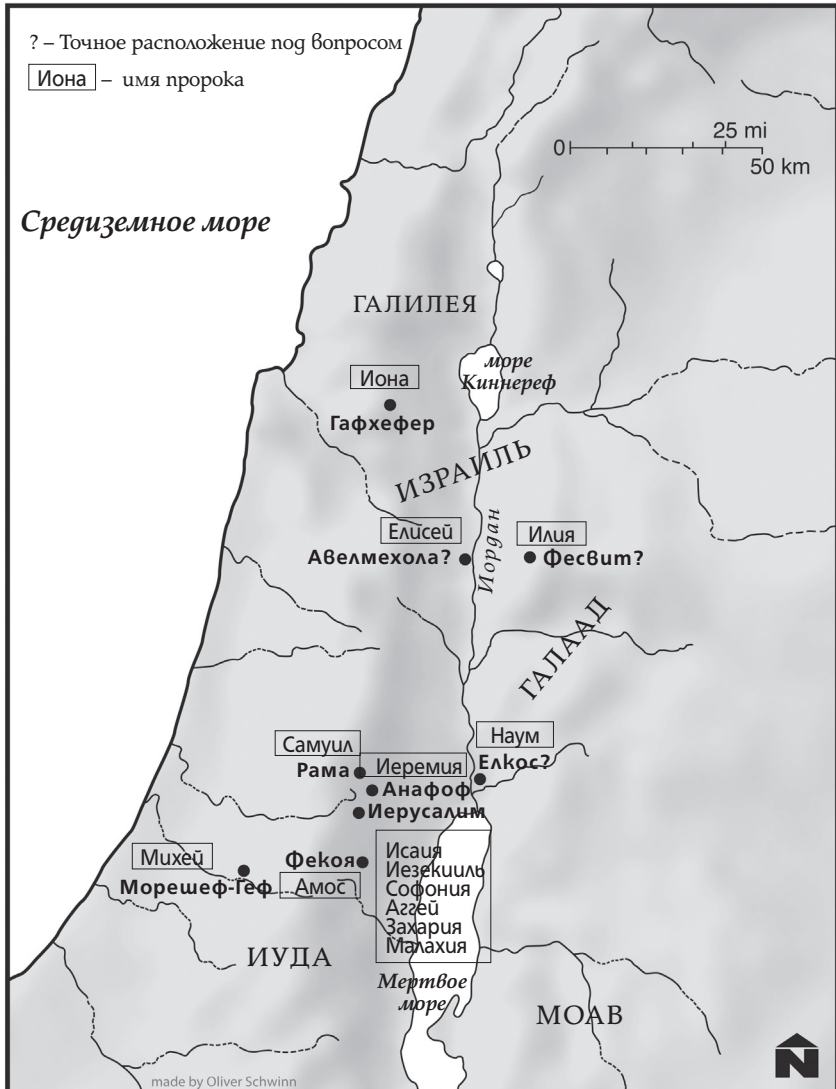 ? – Точное расположение под вопросом
Иона – имя пророка
25 mi
0
50 km
Средиземное море
ГАЛИЛЕЯ
море
Киннереф
Иона
Гафхефер
ИЗРАИЛЬ
Елисей
Илия
Авелмехола?
Иордан
Фесвит?
ГАЛААД
Самуил
Наум
Рама
Иеремия
Елкос?
Анафоф
Иерусалим
Михей
Фекоя
Морешеф-Геф
Амос
Исаия
Иезекииль
Софония
Аггей
Захария
Малахия
ИУДА
Мертвое
море
МОАВ
N
made by Oliver Schwinn